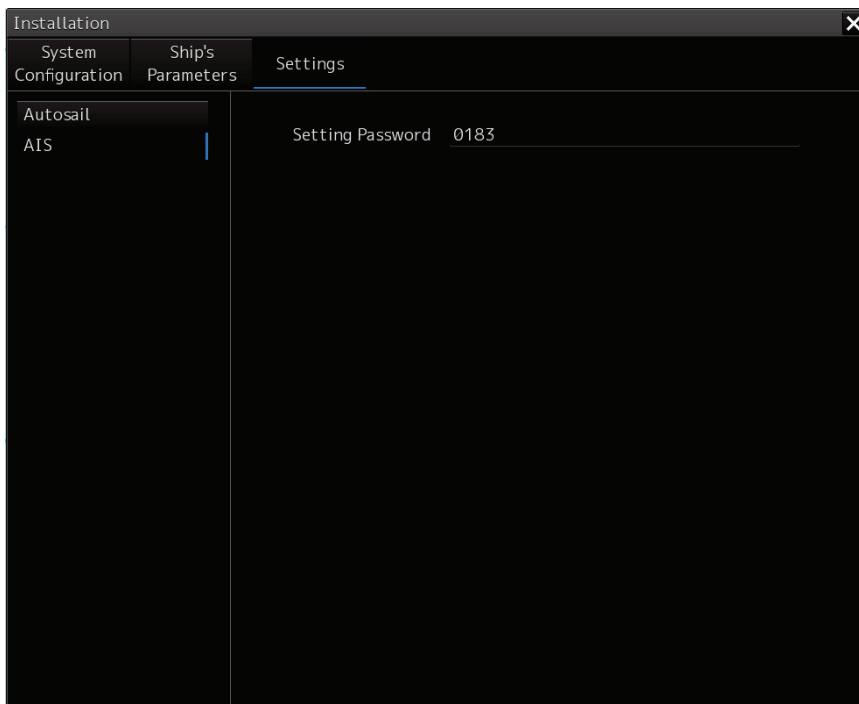 Installation
System Configuration
Ship's Parameters
Settings
Autosail
AIS
Setting Password 0183